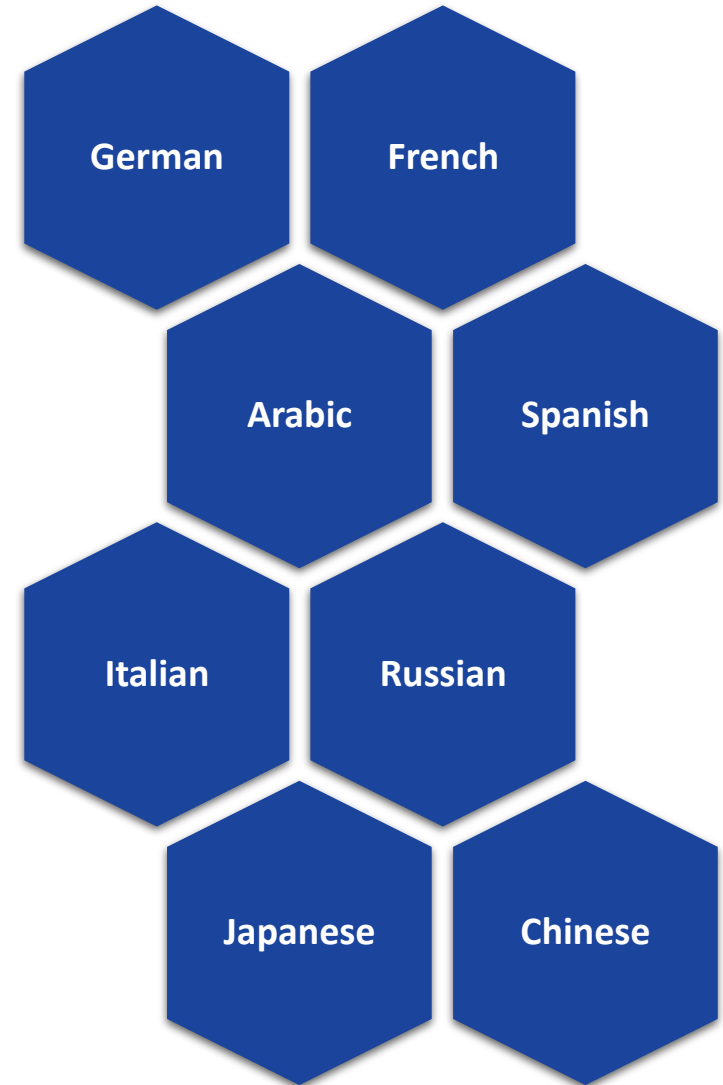 German
French
Arabic
Spanish
Italian
Russian
Japanese
Chinese